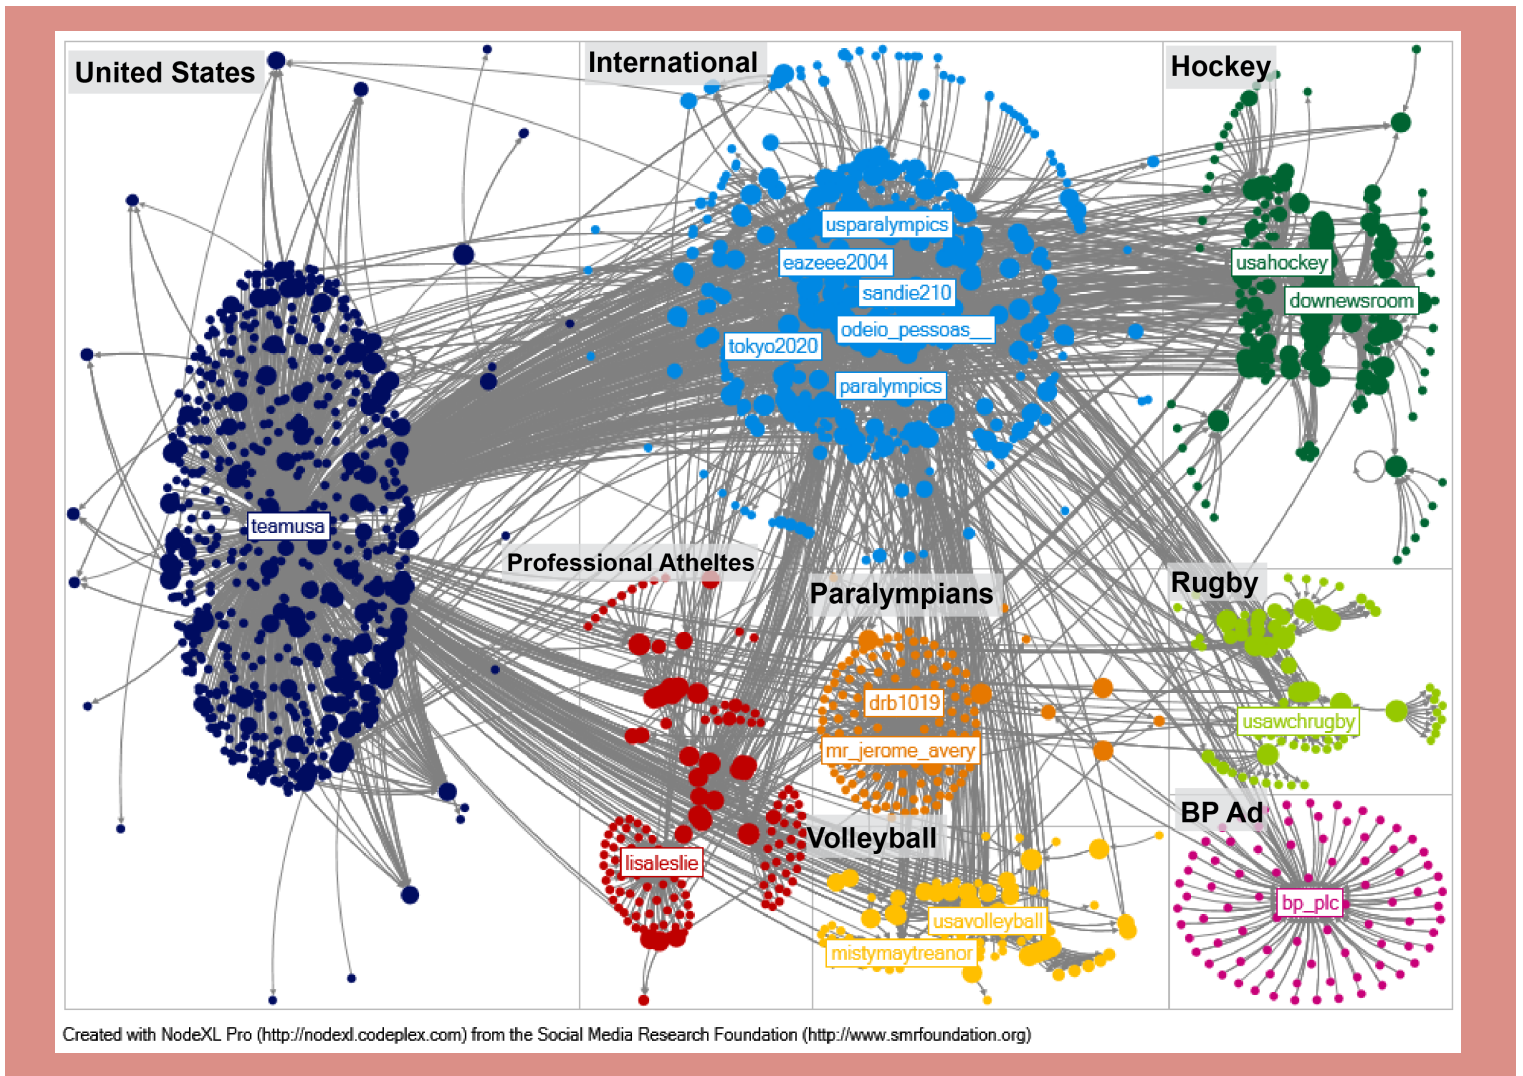 United States
International
Hockey
usparalympics
eazeee2004
sandie210
odeio_pessoas__
tokyo2020
paralympics
usahockey
downewsroom
teamusa
Professional Atheltes
Paralympians
Rugby
drb1019
mr_jerome_avery
usawchrugby
BP Ad
Volleyball
lisaleslie
bp_plc
usavolleyball
mistymaytreanor
Created with NodeXL Pro (http://nodexl.codeplex.com) from the Social Media Research Foundation (http://www.smrfoundation.org)